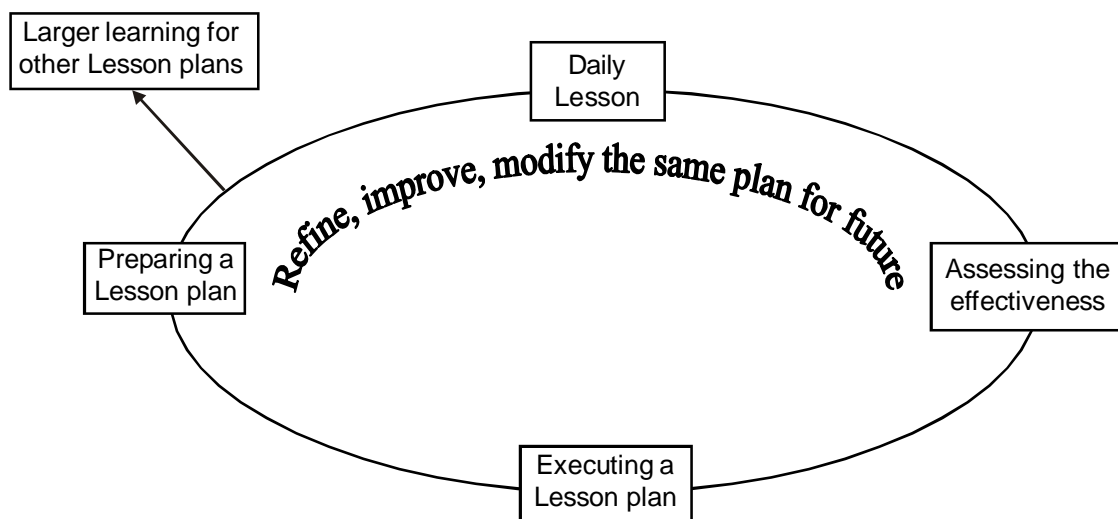 Larger learning for
other Lesson plans
Daily
Lesson
Refine, improve, modify the same plan for future
Preparing a
Lesson plan
Assessing the
effectiveness
Executing a
Lesson plan